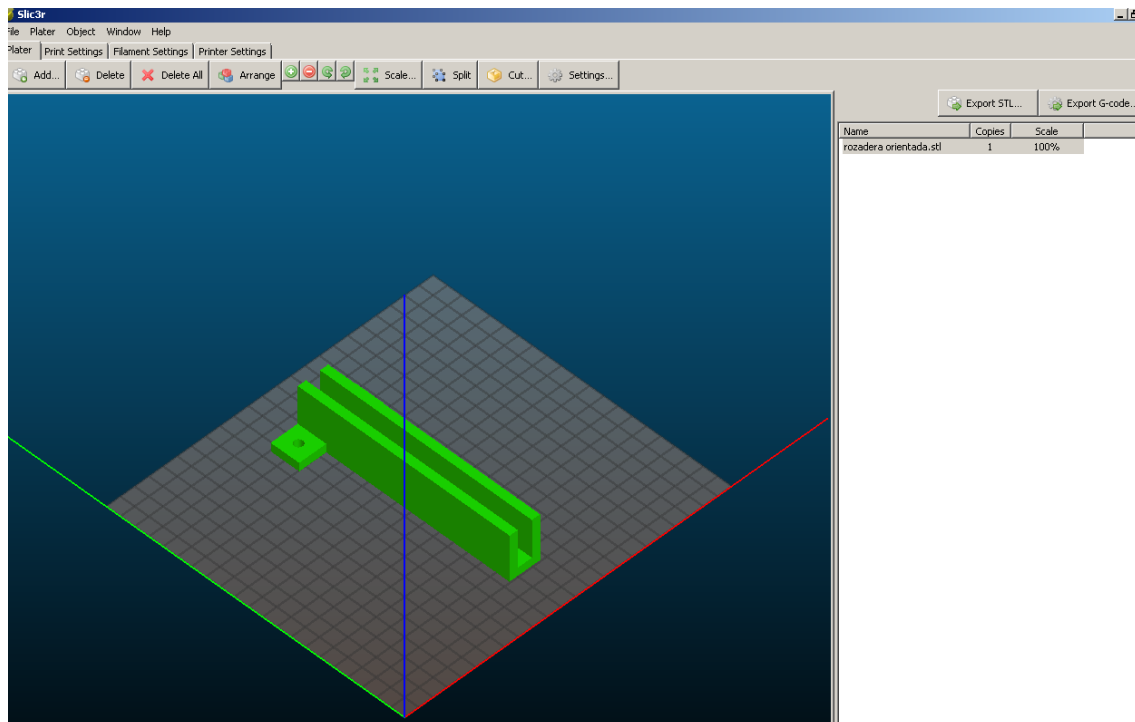 Slic3r
File Plater Object Window Help
Plater Print Settings Filament Settings Printer Settings
Add... Delete Delete All Arrange Scale... Split Cut... Settings...
Export STL... Export G-code...
Name Copies Scale
rozadera orientada.stl 1 100%